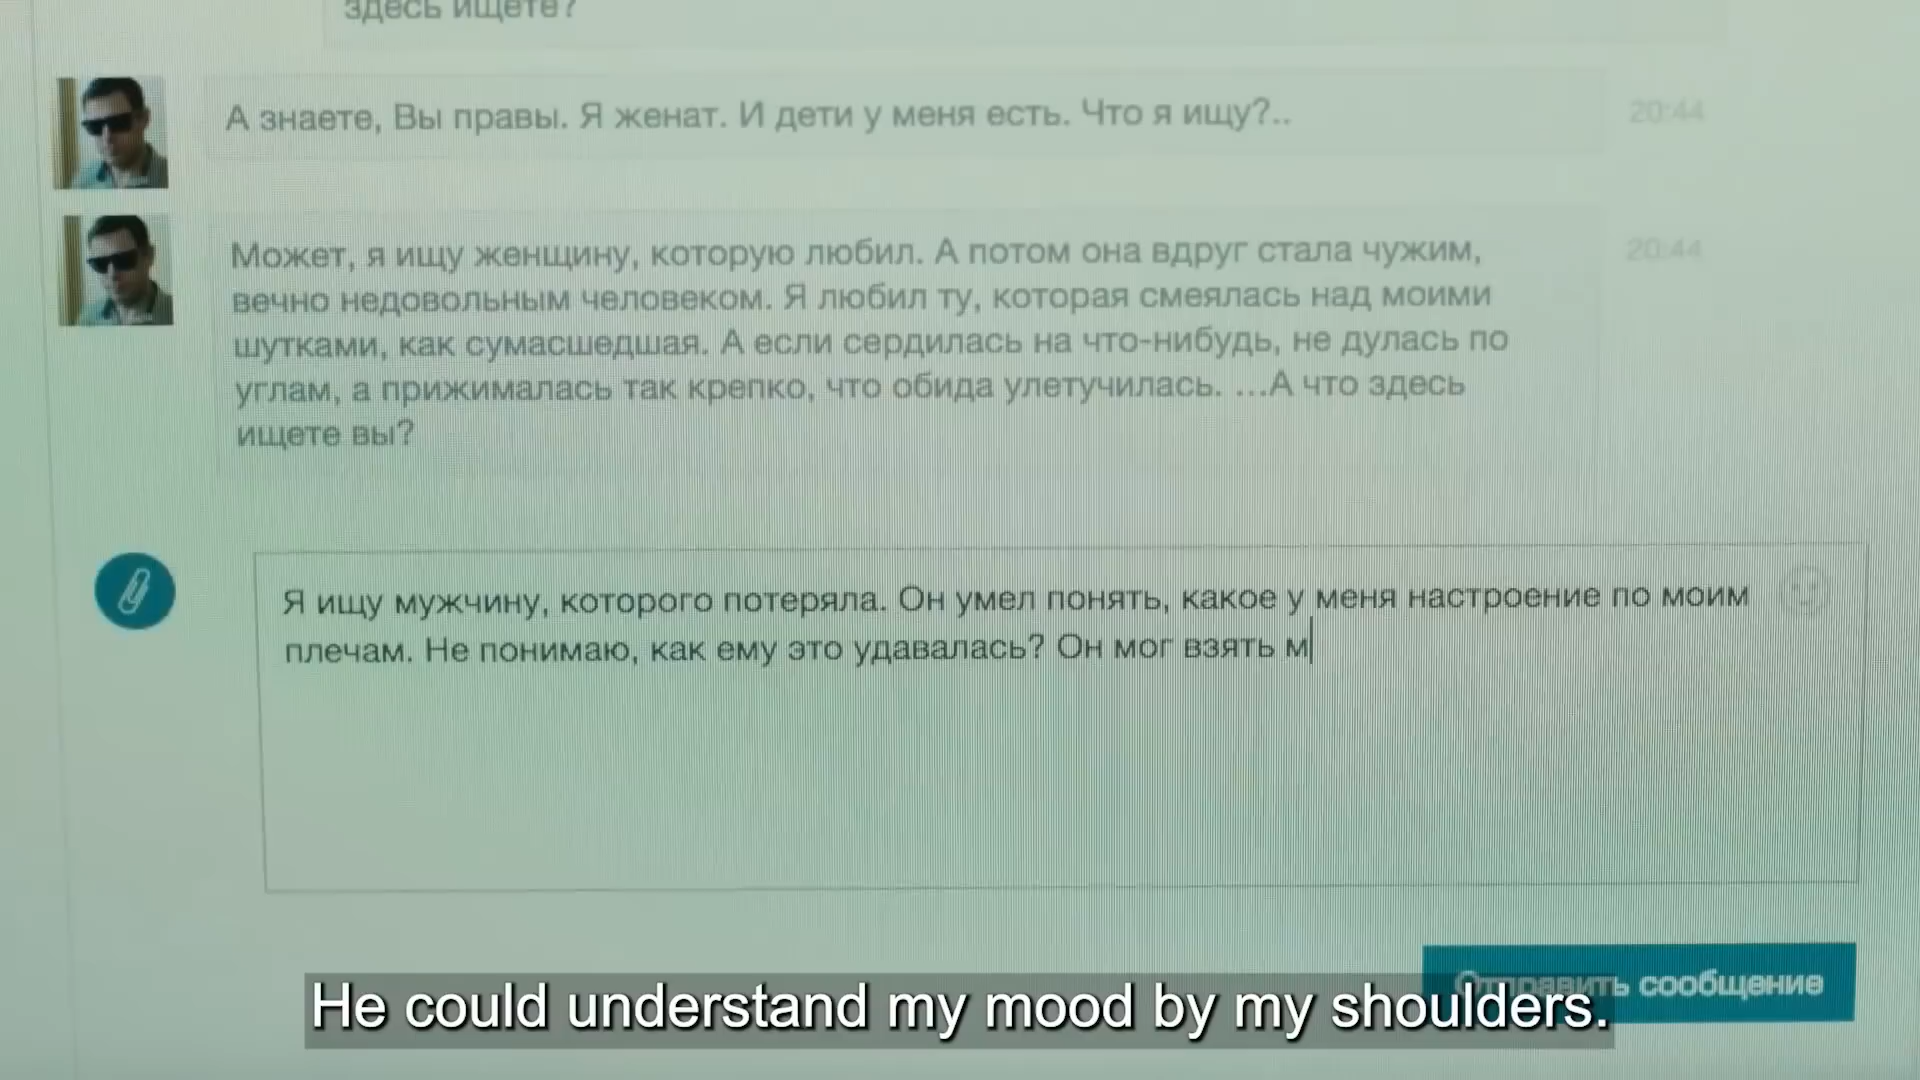 здесь ищете?
А знаете, Вы правы. Я женат. И дети у меня есть. Что я ищу?..
20:44
Может, я ищу женщину, которую любил. А потом она вдруг стала чужим,
20:44
вечно недовольным человеком. Я любил ту, которая смеялась над моими
шутками, как сумасшедшая. А если сердилась на что-нибудь, не дулась по
углам, а прижималась так крепко, что обида улетучилась. ...А что здесь
ищете вы?
Я ищу мужчину, которого потеряла. Он умел понять, какое у меня настроение по моим
плечам. Не понимаю, как ему это удавалась? Он мог взять м
Отправить сообщение
He could understand my mood by my shoulders.